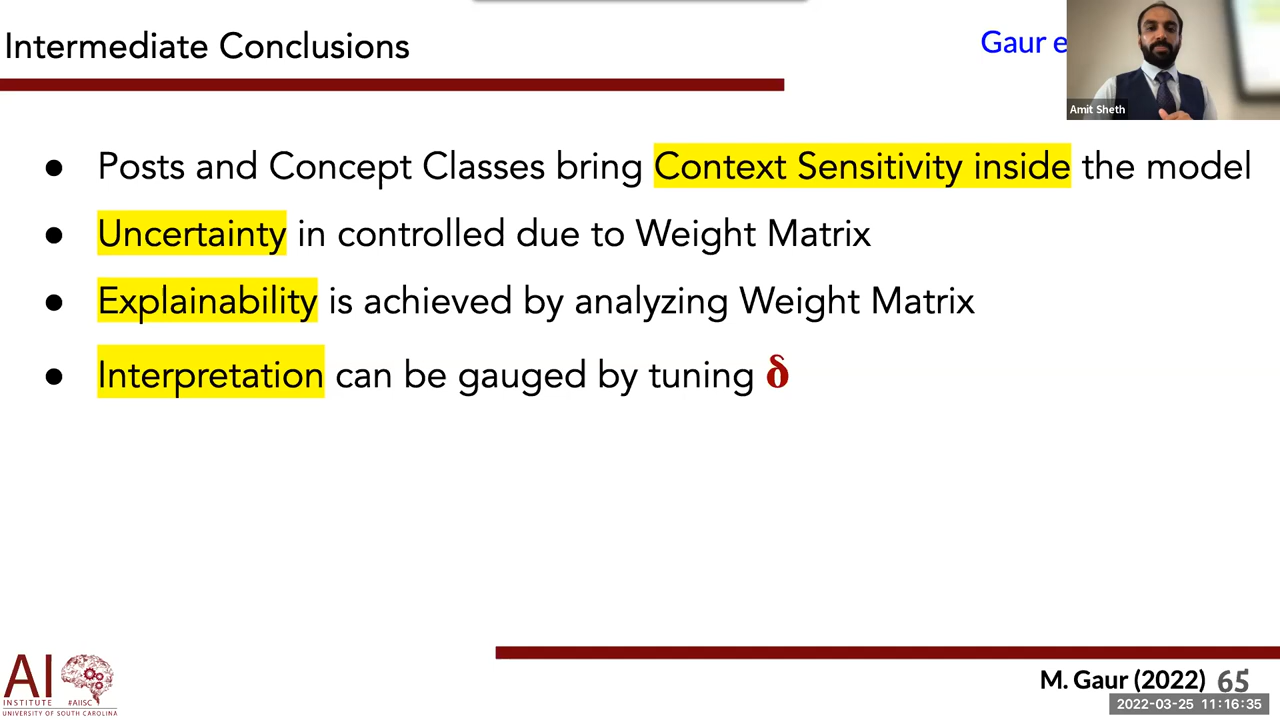 Intermediate Conclusions
Gaur e
Amit Sheth
● Posts and Concept Classes bring Context Sensitivity inside the model
● Uncertainty in controlled due to Weight Matrix
● Explainability is achieved by analyzing Weight Matrix
● Interpretation can be gauged by tuning δ
AI
INSTITUTE #AIISC
UNIVERSITY OF SOUTH CAROLINA
M. Gaur (2022) 65
2022-03-25 11:16:35